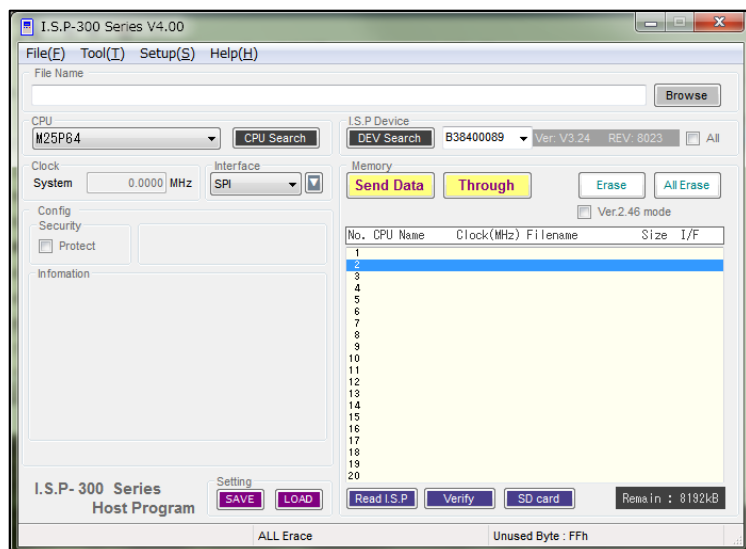 I.S.P-300 Series V4.00
File(F) Tool(T) Setup(S) Help(H)
File Name
Browse
CPU
M25P64
CPU Search
I.S.P Device
DEV Search B38400089 Ver: V3.24 REV: 8023 All
Clock
System 0.0000 MHz
Interface
SPI
Memory
Send Data Through Erase All Erase
Ver.2.46 mode
Config
Security
Protect
Infomation
No. CPU Name Clock(MHz) Filename Size I/F
1
2
3
4
5
6
7
8
9
10
11
12
13
14
15
16
17
18
19
20
I.S.P- 300 Series
Host Program
Setting
SAVE LOAD
Read I.S.P Verify SD card Remain : 8192kB
ALL Erace Unused Byte : FFh